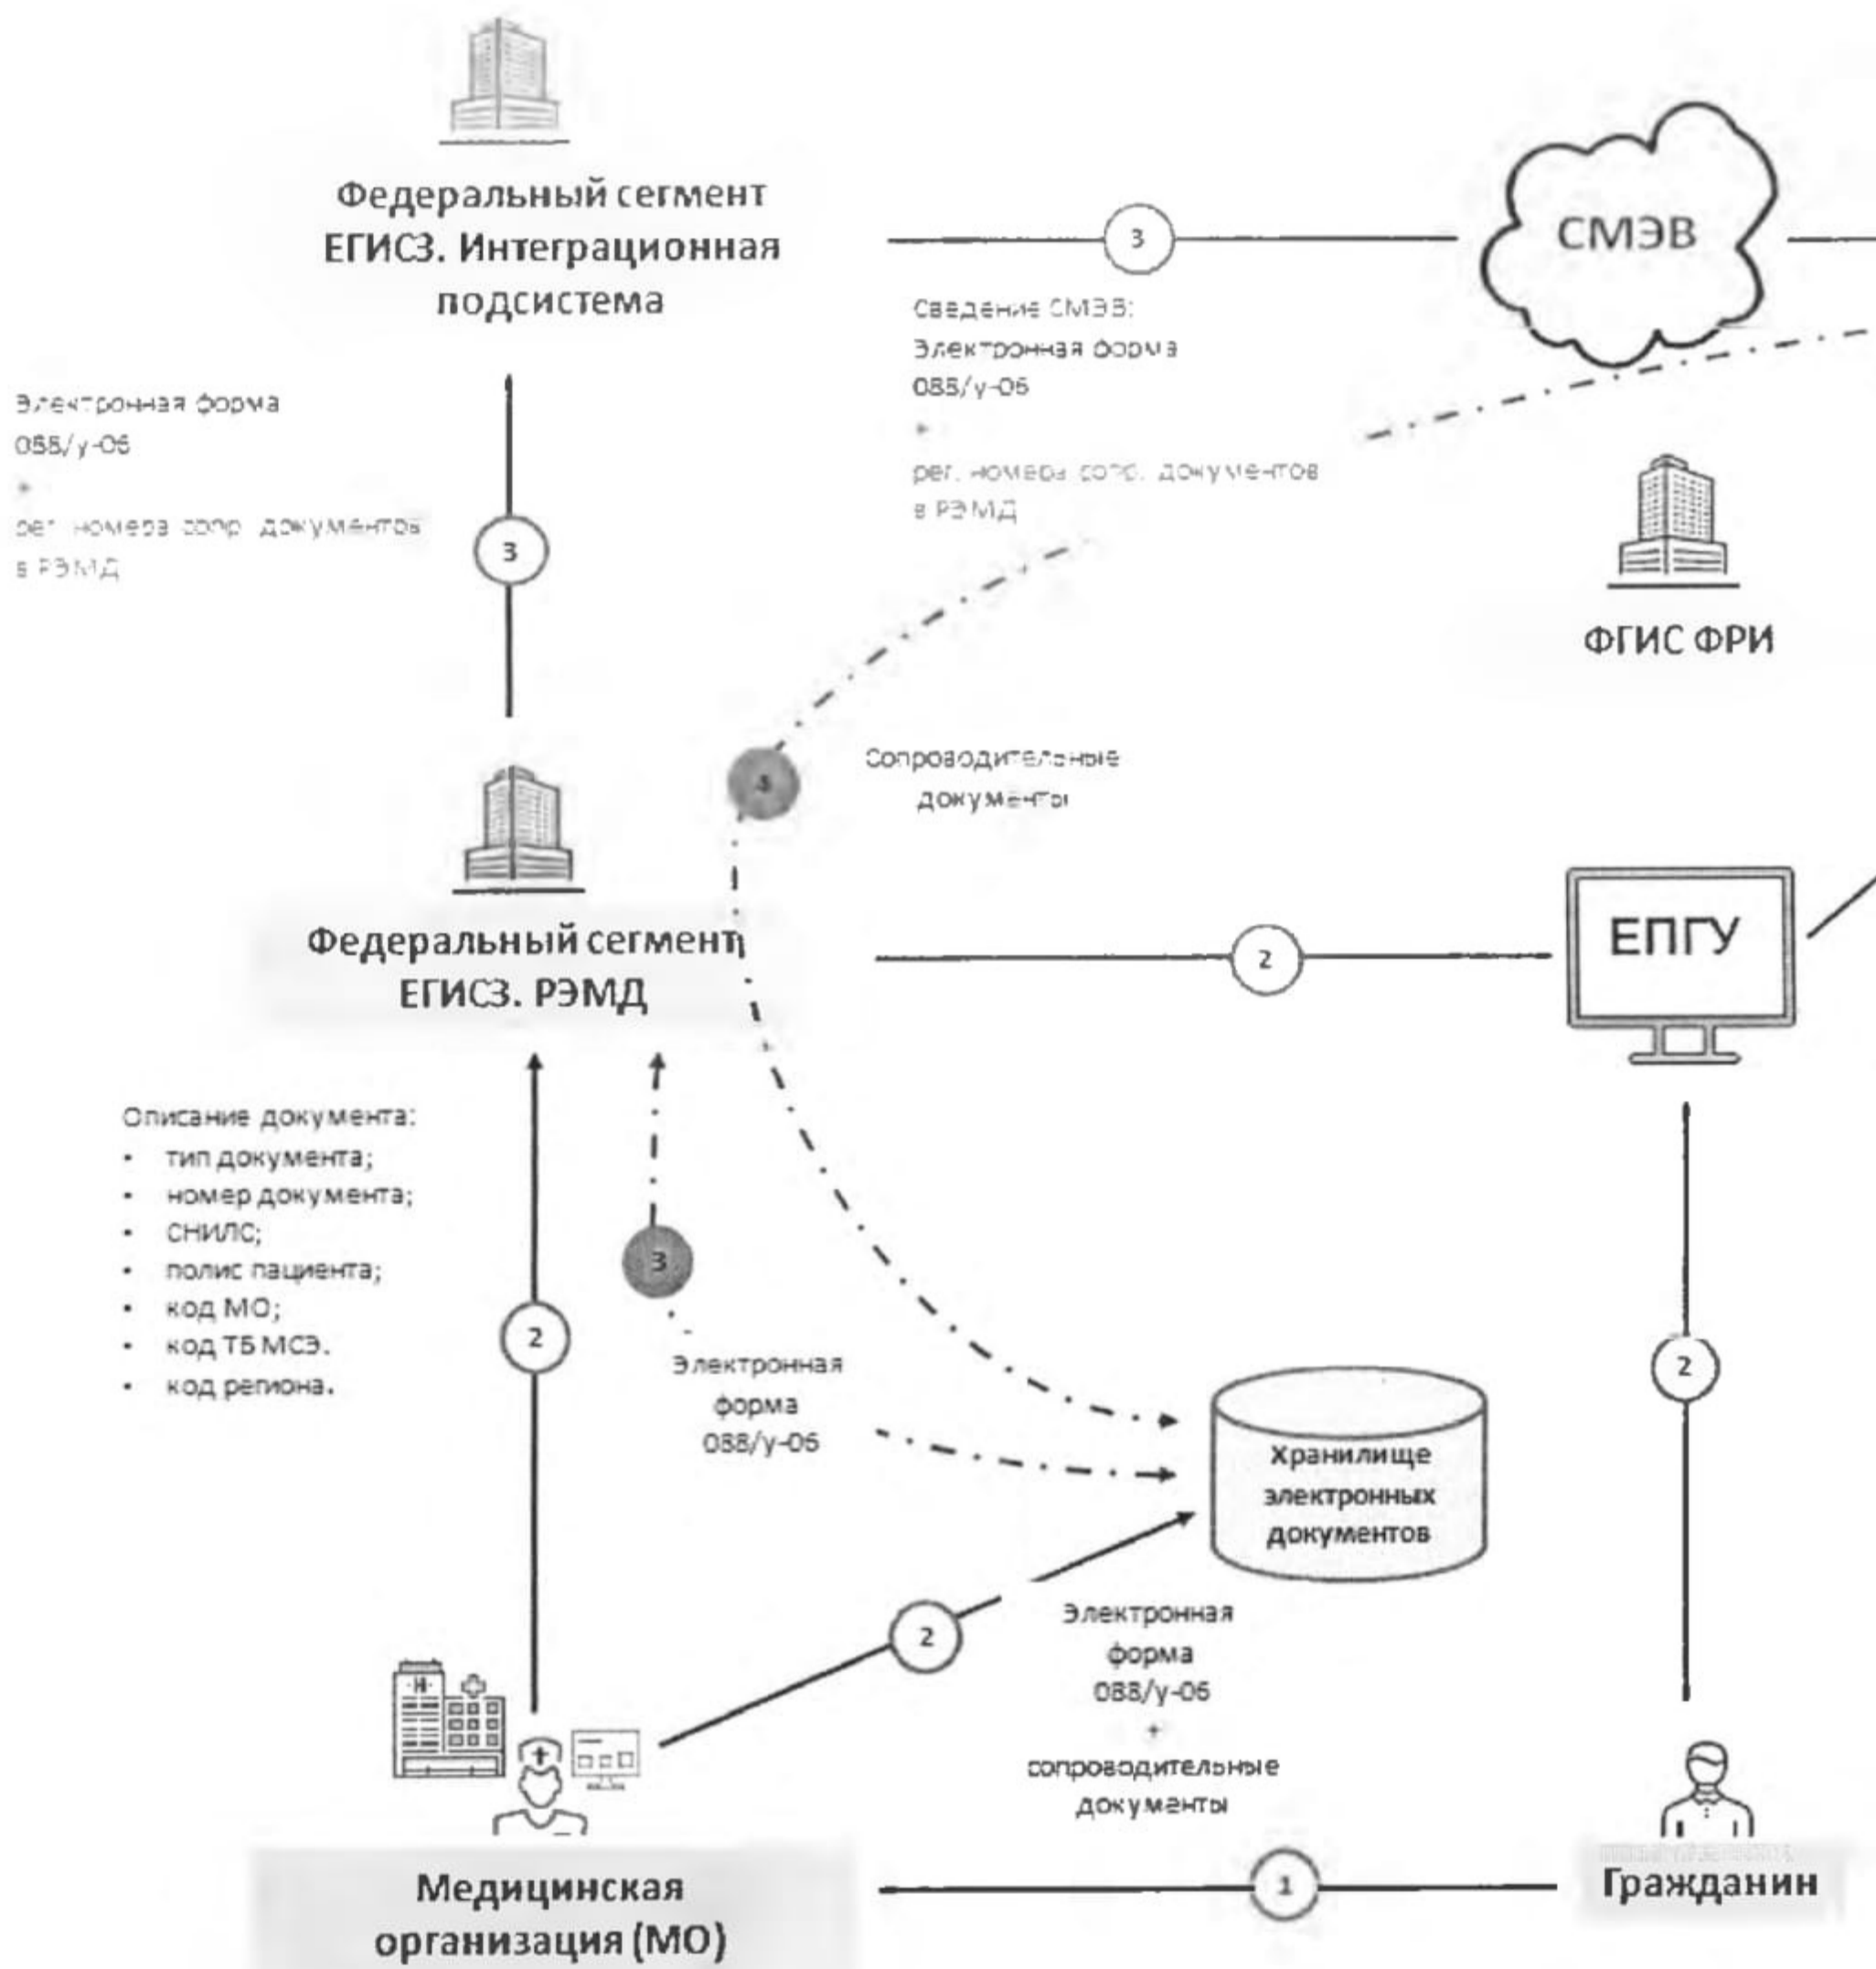 Федеральный сегмент
ЕГИСЗ. Интеграционная
подсистема
3
СМЭВ
Сведение СМЭВ:
Электронная форма
088/у-06
+
рег. номера сопр. документов
в РЭМД
Электронная форма
088/у-06
+
рег. номера сопр. документов
в РЭМД
3
ФГИС ФРИ
4
Сопроводительные
документы
Федеральный сегмент
ЕГИСЗ. РЭМД
2
ЕПГУ
Описание документа:
• тип документа;
• номер документа;
• СНИЛС;
• полис пациента;
• код МО;
• код ТБ МСЭ.
• код региона.
2
3
Электронная
форма
088/у-06
2
Хранилище
электронных
документов
2
Электронная
форма
088/у-06
+
сопроводительные
документы
Медицинская
организация (МО)
1
Гражданин